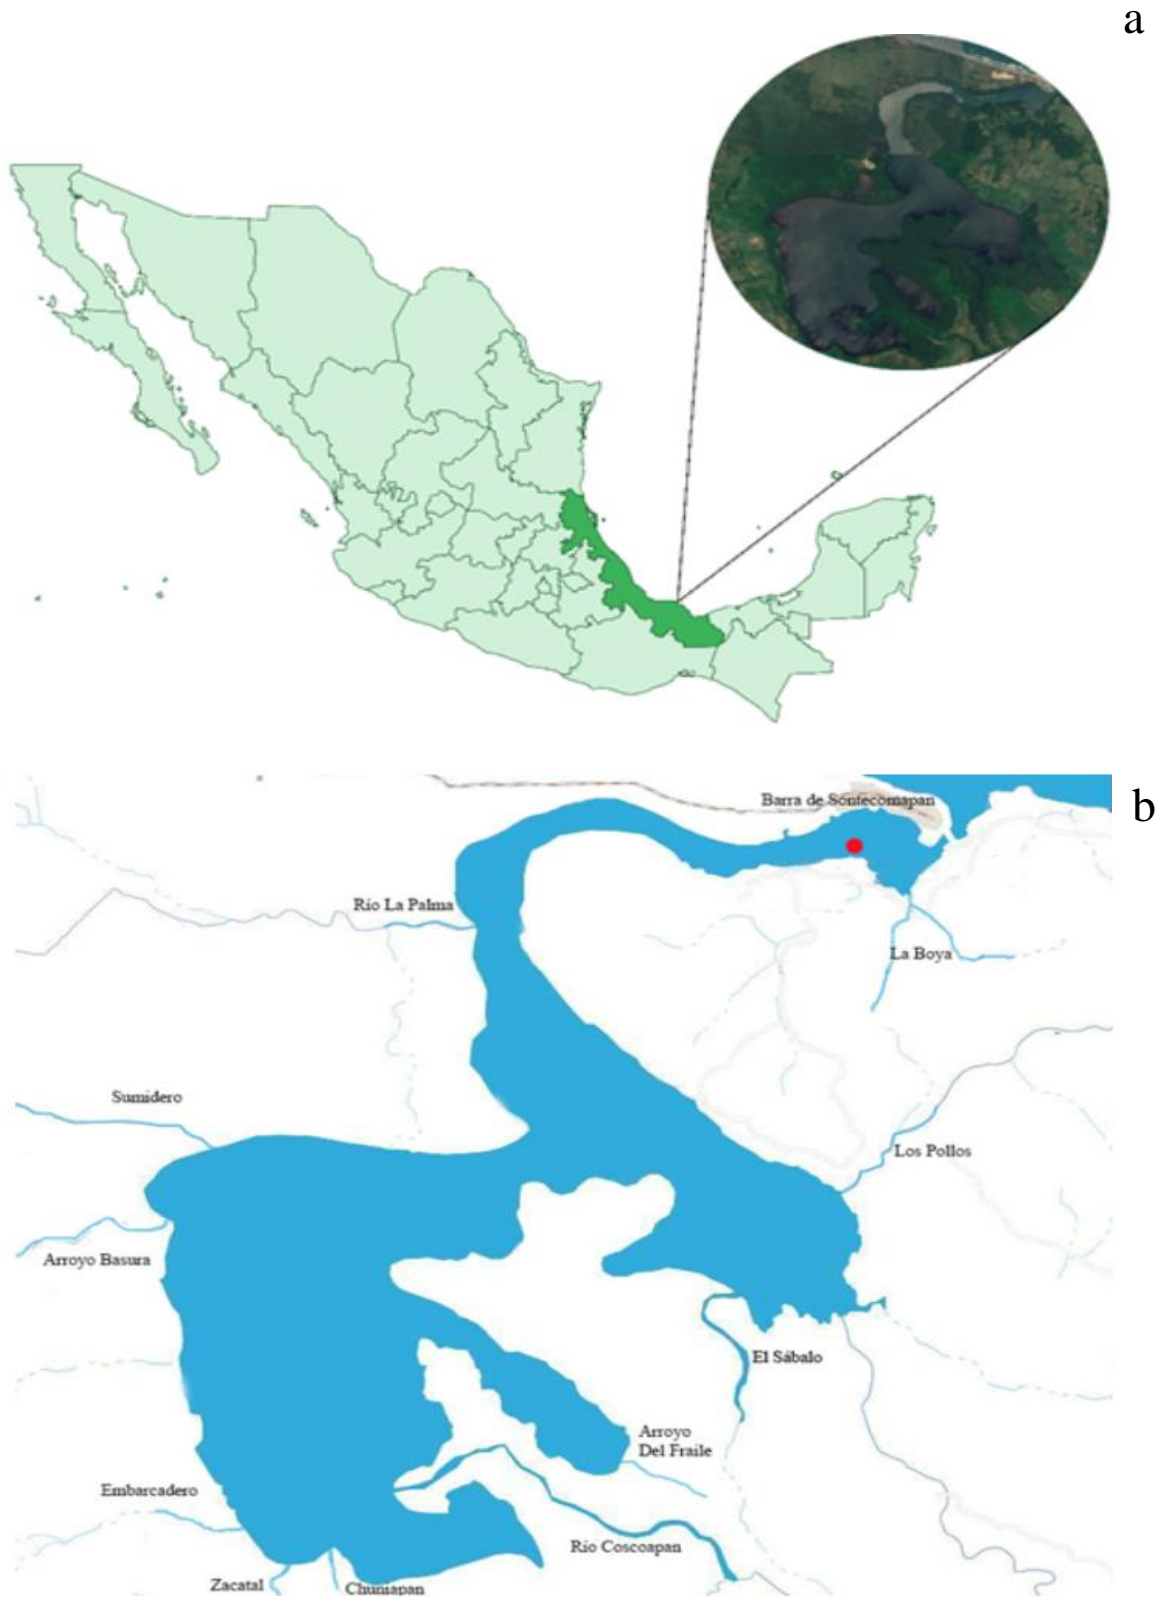 a
b
Barra de Sontecomapan
Río La Palma
La Boya
Sumidero
Los Pollos
Arroyo Basura
El Sábalo
Arroyo
Del Fraile
Embarcadero
Río Coscoapan
Zacatal
Chuniapan